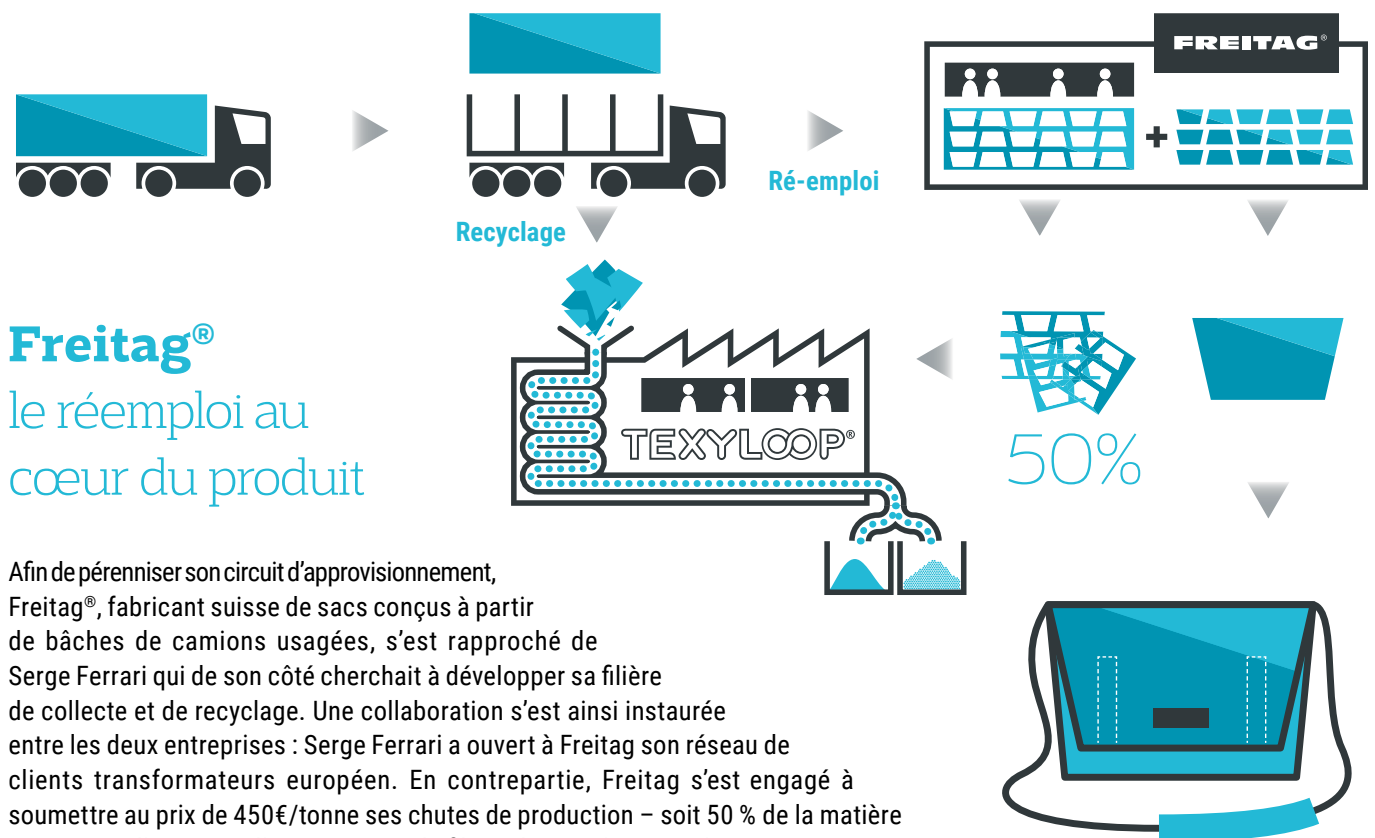 FREITAG®
Ré-emploi
Recyclage
Freitag®
le réemploi au
cœur du produit
TEXYLOOP®
50%
Afin de pérenniser son circuit d’approvisionnement,
Freitag®, fabricant suisse de sacs conçus à partir
de bâches de camions usagées, s’est rapproché de
Serge Ferrari qui de son côté cherchait à développer sa filière
de collecte et de recyclage. Une collaboration s’est ainsi instaurée
entre les deux entreprises : Serge Ferrari a ouvert à Freitag son réseau de
clients transformateurs européen. En contrepartie, Freitag s’est engagé à
soumettre au prix de 450€/tonne ses chutes de production – soit 50 % de la matière